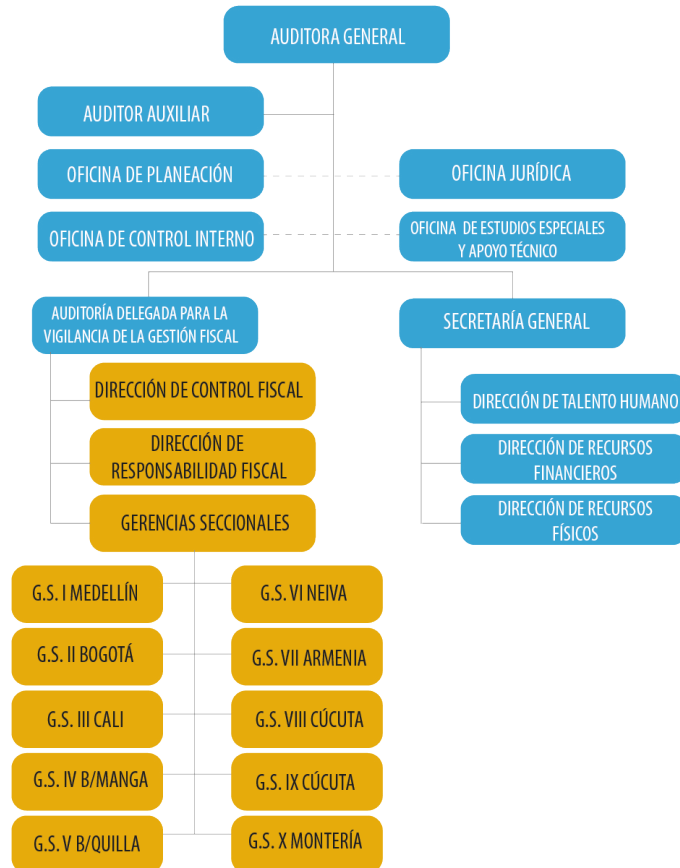 AUDITORA GENERAL
AUDITOR AUXILIAR
OFICINA DE PLANEACIÓN
OFICINA JURÍDICA
OFICINA DE CONTROL INTERNO
OFICINA DE ESTUDIOS ESPECIALES
Y APOYO TÉCNICO
AUDITORÍA DELEGADA PARA LA
VIGILANCIA DE LA GESTIÓN FISCAL
SECRETARÍA GENERAL
DIRECCIÓN DE CONTROL FISCAL
DIRECCIÓN DE
RESPONSABILIDAD FISCAL
GERENCIAS SECCIONALES
DIRECCIÓN DE TALENTO HUMANO
DIRECCIÓN DE RECURSOS
FINANCIEROS
DIRECCIÓN DE RECURSOS
FÍSICOS
G.S. I MEDELLÍN
G.S. II BOGOTÁ
G.S. III CALI
G.S. IV B/MANGA
G.S. V B/QUILLA
G.S. VI NEIVA
G.S. VII ARMENIA
G.S. VIII CÚCUTA
G.S. IX CÚCUTA
G.S. X MONTERÍA